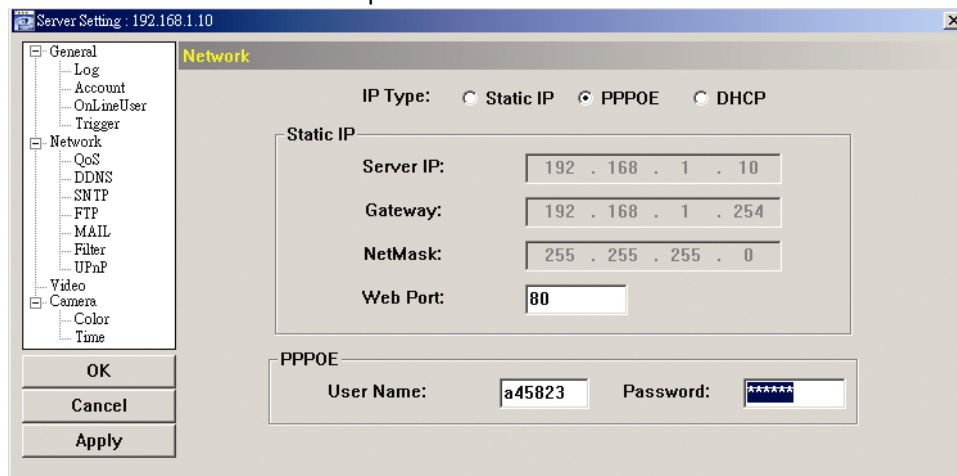 Server Setting : 192.168.1.10
General
Log
Account
OnLineUser
Trigger
Network
QoS
DDNS
SNTP
FTP
MAIL
Filter
UPnP
Video
Camera
Color
Time
OK
Cancel
Apply
Network
IP Type: Static IP PPPOE DHCP
Static IP
Server IP: 192 . 168 . 1 . 10
Gateway: 192 . 168 . 1 . 254
NetMask: 255 . 255 . 255 . 0
Web Port: 80
PPPOE
User Name: a45823 Password: ******